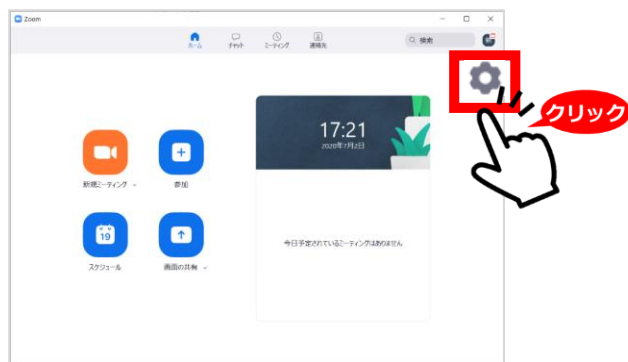 Zoom
ホーム
チャット
ミーティング
連絡先
検索
クリック
17:21
2020年7月2日
新規ミーティング
参加
19
スケジュール
画面の共有
今日予定されているミーティングはありません